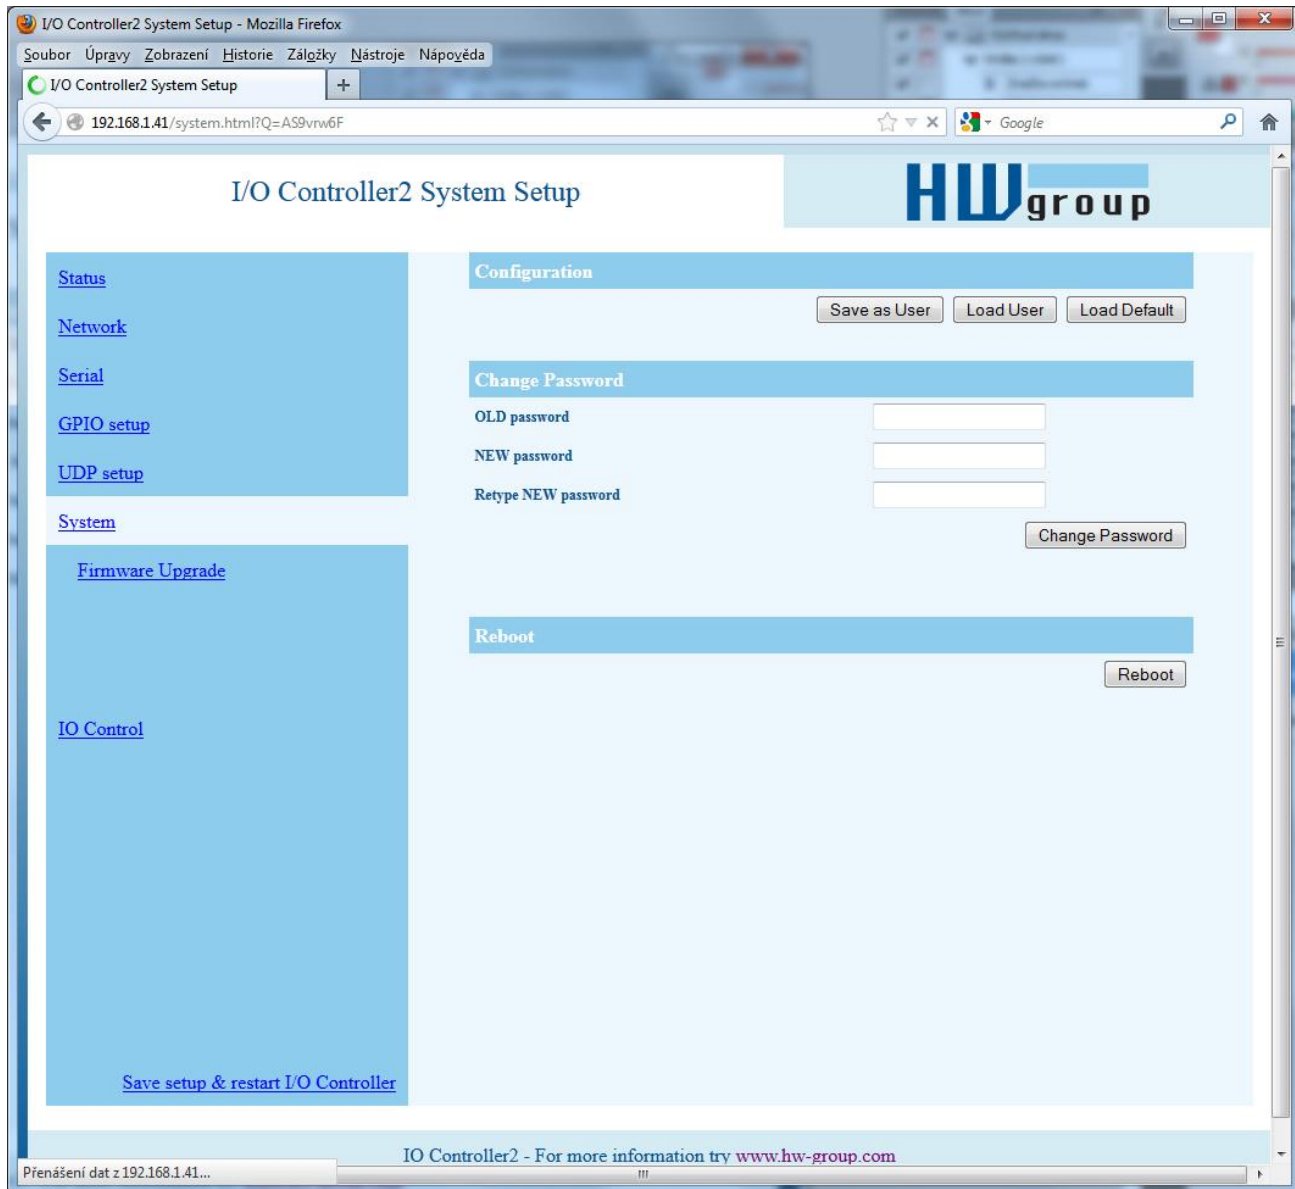 I/O Controller2 System Setup - Mozilla Firefox
Soubor Úpravy Zobrazení Historie Záložky Nástroje Nápověda
I/O Controller2 System Setup +
192.168.1.41/system.html?Q=AS9vrw6F Google
I/O Controller2 System Setup
HW group
Status
Network
Serial
GPIO setup
UDP setup
System
Firmware Upgrade
IO Control
Save setup & restart I/O Controller
Configuration
Save as User Load User Load Default
Change Password
OLD password
NEW password
Retype NEW password
Change Password
Reboot
Reboot
IO Controller2 - For more information try www.hw-group.com
Přenášení dat z 192.168.1.41...